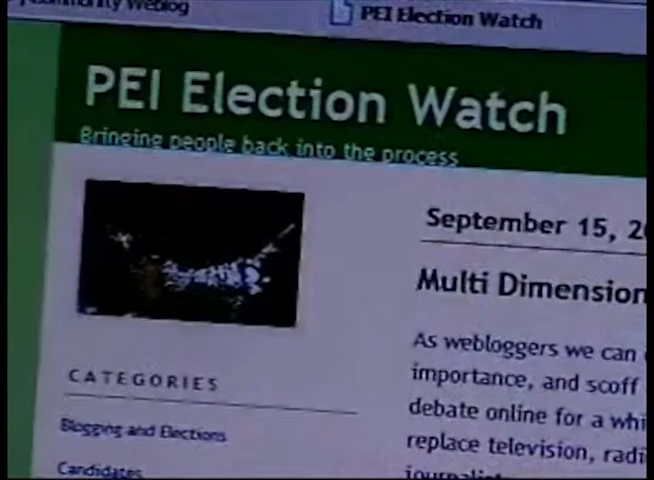 Community Weblog
PEI Election Watch
PEI Election Watch
Bringing people back into the process
September 15, 2
Multi Dimension
As webloggers we can
importance, and scoff
debate online for a whi
replace television, radi
journalist
CATEGORIES
Blogging and Elections
Candidates